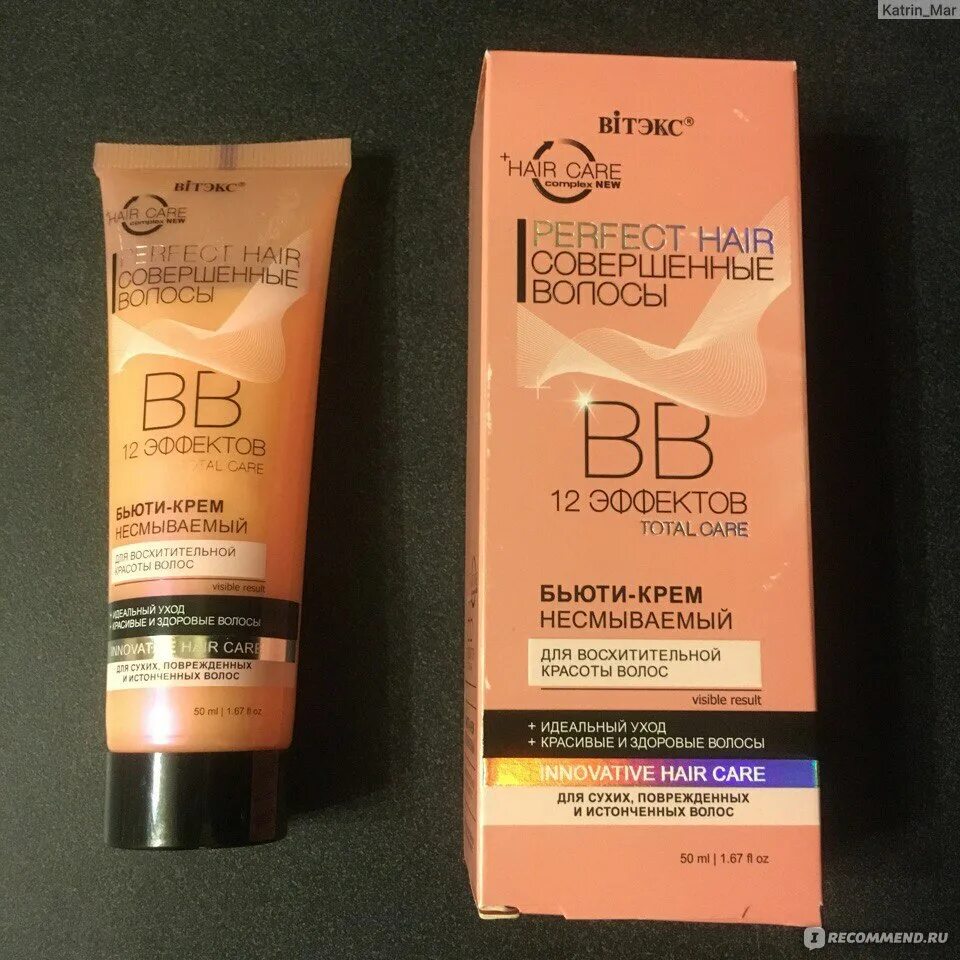 Katrin_Mar
ВІТЭКС®
+HAIR CARE
complex NEW
PERFECT HAIR
СОВЕРШЕННЫЕ
ВОЛОСЫ
BB
12 ЭФФЕКТОВ
TOTAL CARE
БЬЮТИ-КРЕМ
НЕСМЫВАЕМЫЙ
ДЛЯ ВОСХИТИТЕЛЬНОЙ
КРАСОТЫ ВОЛОС
visible result
+ ИДЕАЛЬНЫЙ УХОД
+ КРАСИВЫЕ И ЗДОРОВЫЕ ВОЛОСЫ
INNOVATIVE HAIR CARE
ДЛЯ СУХИХ, ПОВРЕЖДЕННЫХ
И ИСТОНЧЕННЫХ ВОЛОС
50 ml | 1.67 fl oz
ВІТЭКС®
+HAIR CARE
complex NEW
PERFECT HAIR
СОВЕРШЕННЫЕ
ВОЛОСЫ
BB
12 ЭФФЕКТОВ
TOTAL CARE
БЬЮТИ-КРЕМ
НЕСМЫВАЕМЫЙ
ДЛЯ ВОСХИТИТЕЛЬНОЙ
КРАСОТЫ ВОЛОС
visible result
+ ИДЕАЛЬНЫЙ УХОД
+ КРАСИВЫЕ И ЗДОРОВЫЕ ВОЛОСЫ
INNOVATIVE HAIR CARE
ДЛЯ СУХИХ, ПОВРЕЖДЕННЫХ
И ИСТОНЧЕННЫХ ВОЛОС
50 ml | 1.67 fl oz
IRECOMMEND.RU